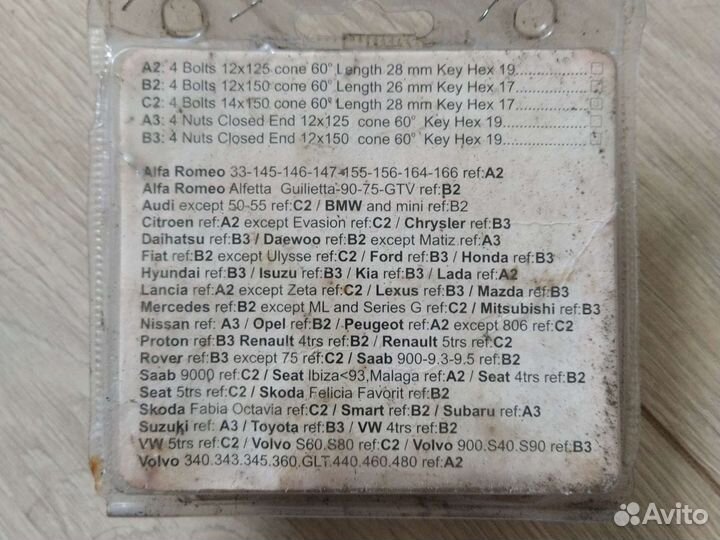 A2: 4 Bolts 12x125 cone 60° Length 28 mm Key Hex 19
B2: 4 Bolts 12x150 cone 60° Length 26 mm Key Hex 17
C2: 4 Bolts 14x150 cone 60° Length 28 mm Key Hex 17
A3: 4 Nuts Closed End 12x125 cone 60° Key Hex 19
B3: 4 Nuts Closed End 12x150 cone 60° Key Hex 19
Alfa Romeo 33-145-146-147-155-156-164-166 ref:A2
Alfa Romeo Alfetta Guilietta-90-75-GTV ref:B2
Audi except 50-55 ref:C2 / BMW and mini ref:B2
Citroen ref:A2 except Evasion ref:C2 / Chrysler ref:B3
Daihatsu ref:B3 / Daewoo ref:B2 except Matiz ref:A3
Fiat ref:B2 except Ulysse ref:C2 / Ford ref:B3 / Honda ref:B3
Hyundai ref:B3 / Isuzu ref:B3 / Kia ref:B3 / Lada ref:A2
Lancia ref:A2 except Zeta ref:C2 / Lexus ref:B3 / Mazda ref:B3
Mercedes ref:B2 except ML and Series G ref:C2 / Mitsubishi ref:B3
Nissan ref: A3 / Opel ref:B2 / Peugeot ref:A2 except 806 ref:C2
Proton ref:B3 Renault 4trs ref:B2 / Renault 5trs ref:C2
Rover ref:B3 except 75 ref:C2 / Saab 900-9.3-9.5 ref:B2
Saab 9000 ref:C2 / Seat Ibiza<93,Malaga ref:A2 / Seat 4trs ref:B2
Seat 5trs ref:C2 / Skoda Felicia Favorit ref:B2
Skoda Fabia Octavia ref:C2 / Smart ref:B2 / Subaru ref:A3
Suzuki ref: A3 / Toyota ref:B3 / VW 4trs ref:B2
VW 5trs ref:C2 / Volvo S60.S80 ref:C2 / Volvo 900.S40.S90 ref:B3
Volvo 340.343.345.360.GLT.440.460.480 ref:A2
Avito